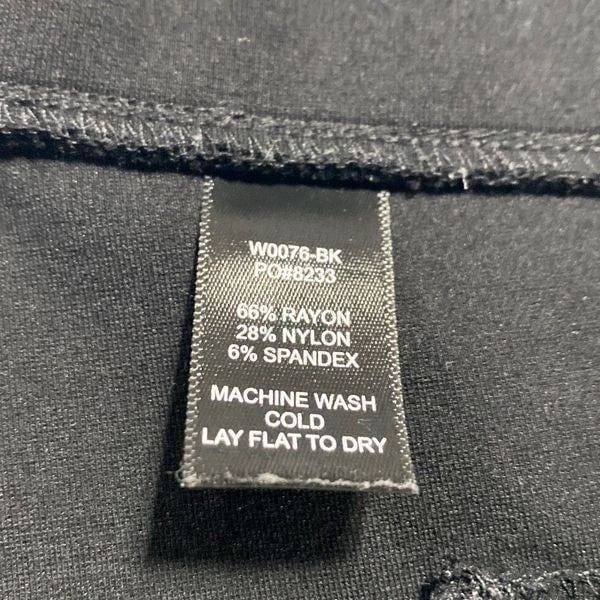 W0076-BK
PO#8233
66% RAYON
28% NYLON
6% SPANDEX
MACHINE WASH
COLD
LAY FLAT TO DRY